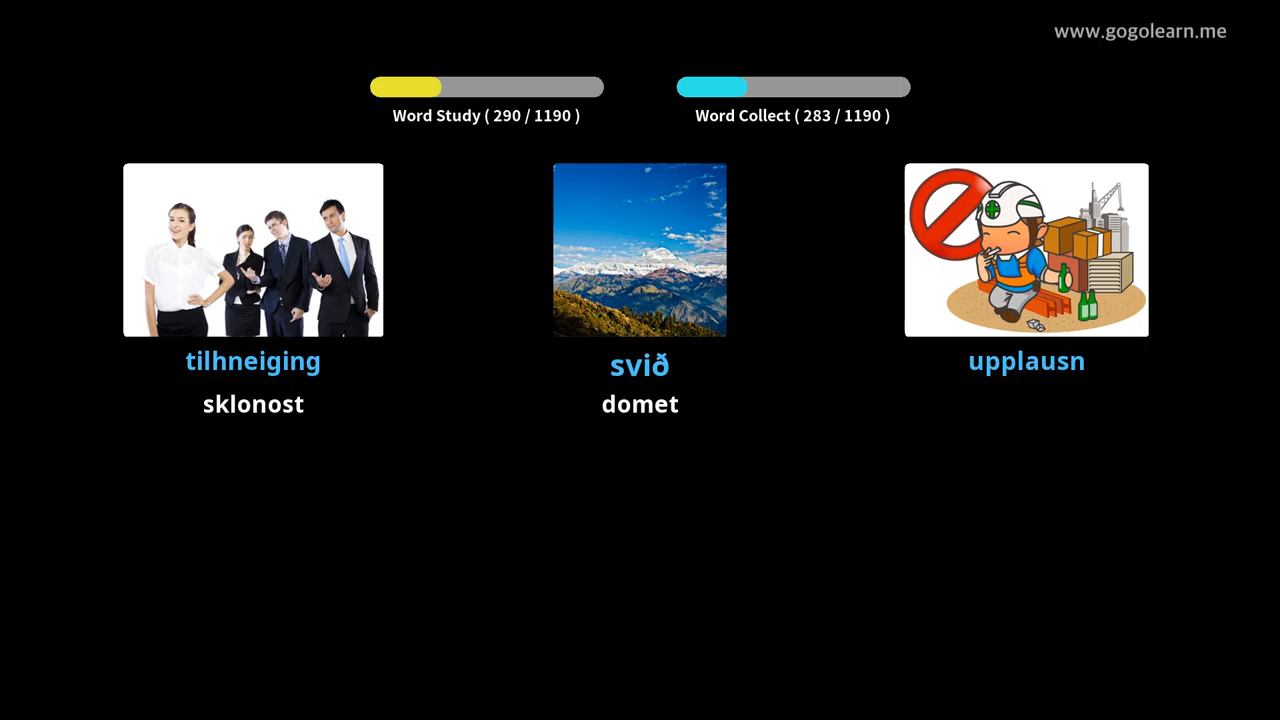 www.gogolearn.me
Word Study ( 290 / 1190 )
Word Collect ( 283 / 1190 )
tilhneiging
svið
upplausn
sklonost
domet